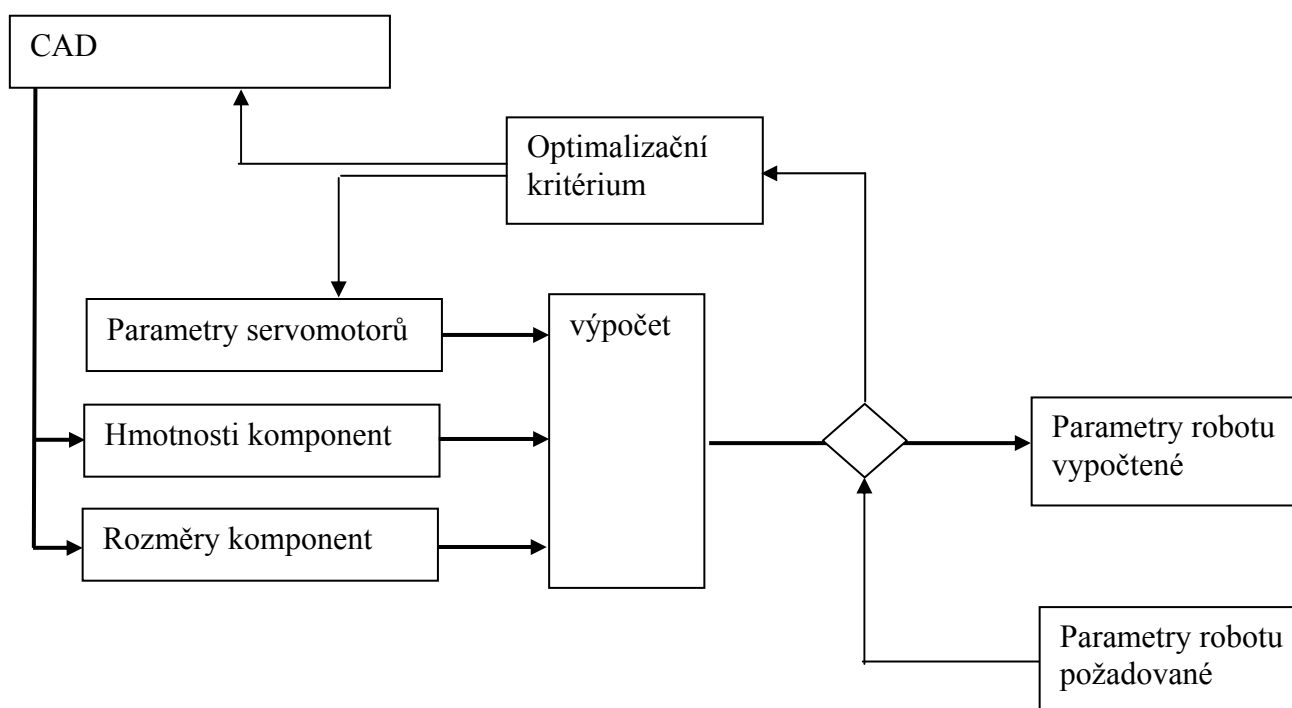 CAD
Optimalizační
kritérium
Parametry servomotorů
výpočet
Hmotnosti komponent
Parametry robotu
vypočtené
Rozměry komponent
Parametry robotu
požadované